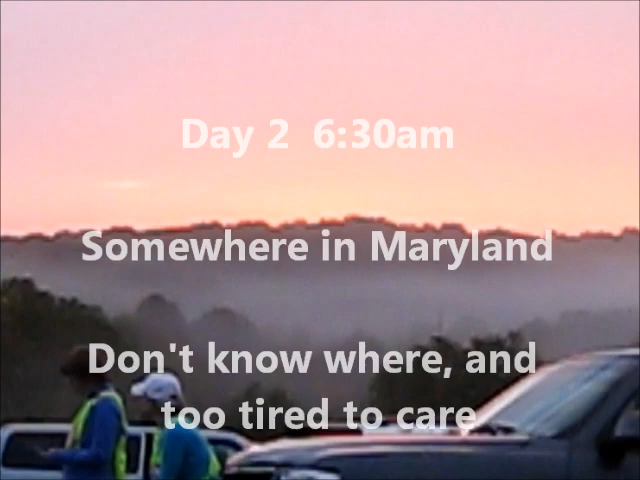 Day 2  6:30am
Somewhere in Maryland
Don't know where, and
too tired to care